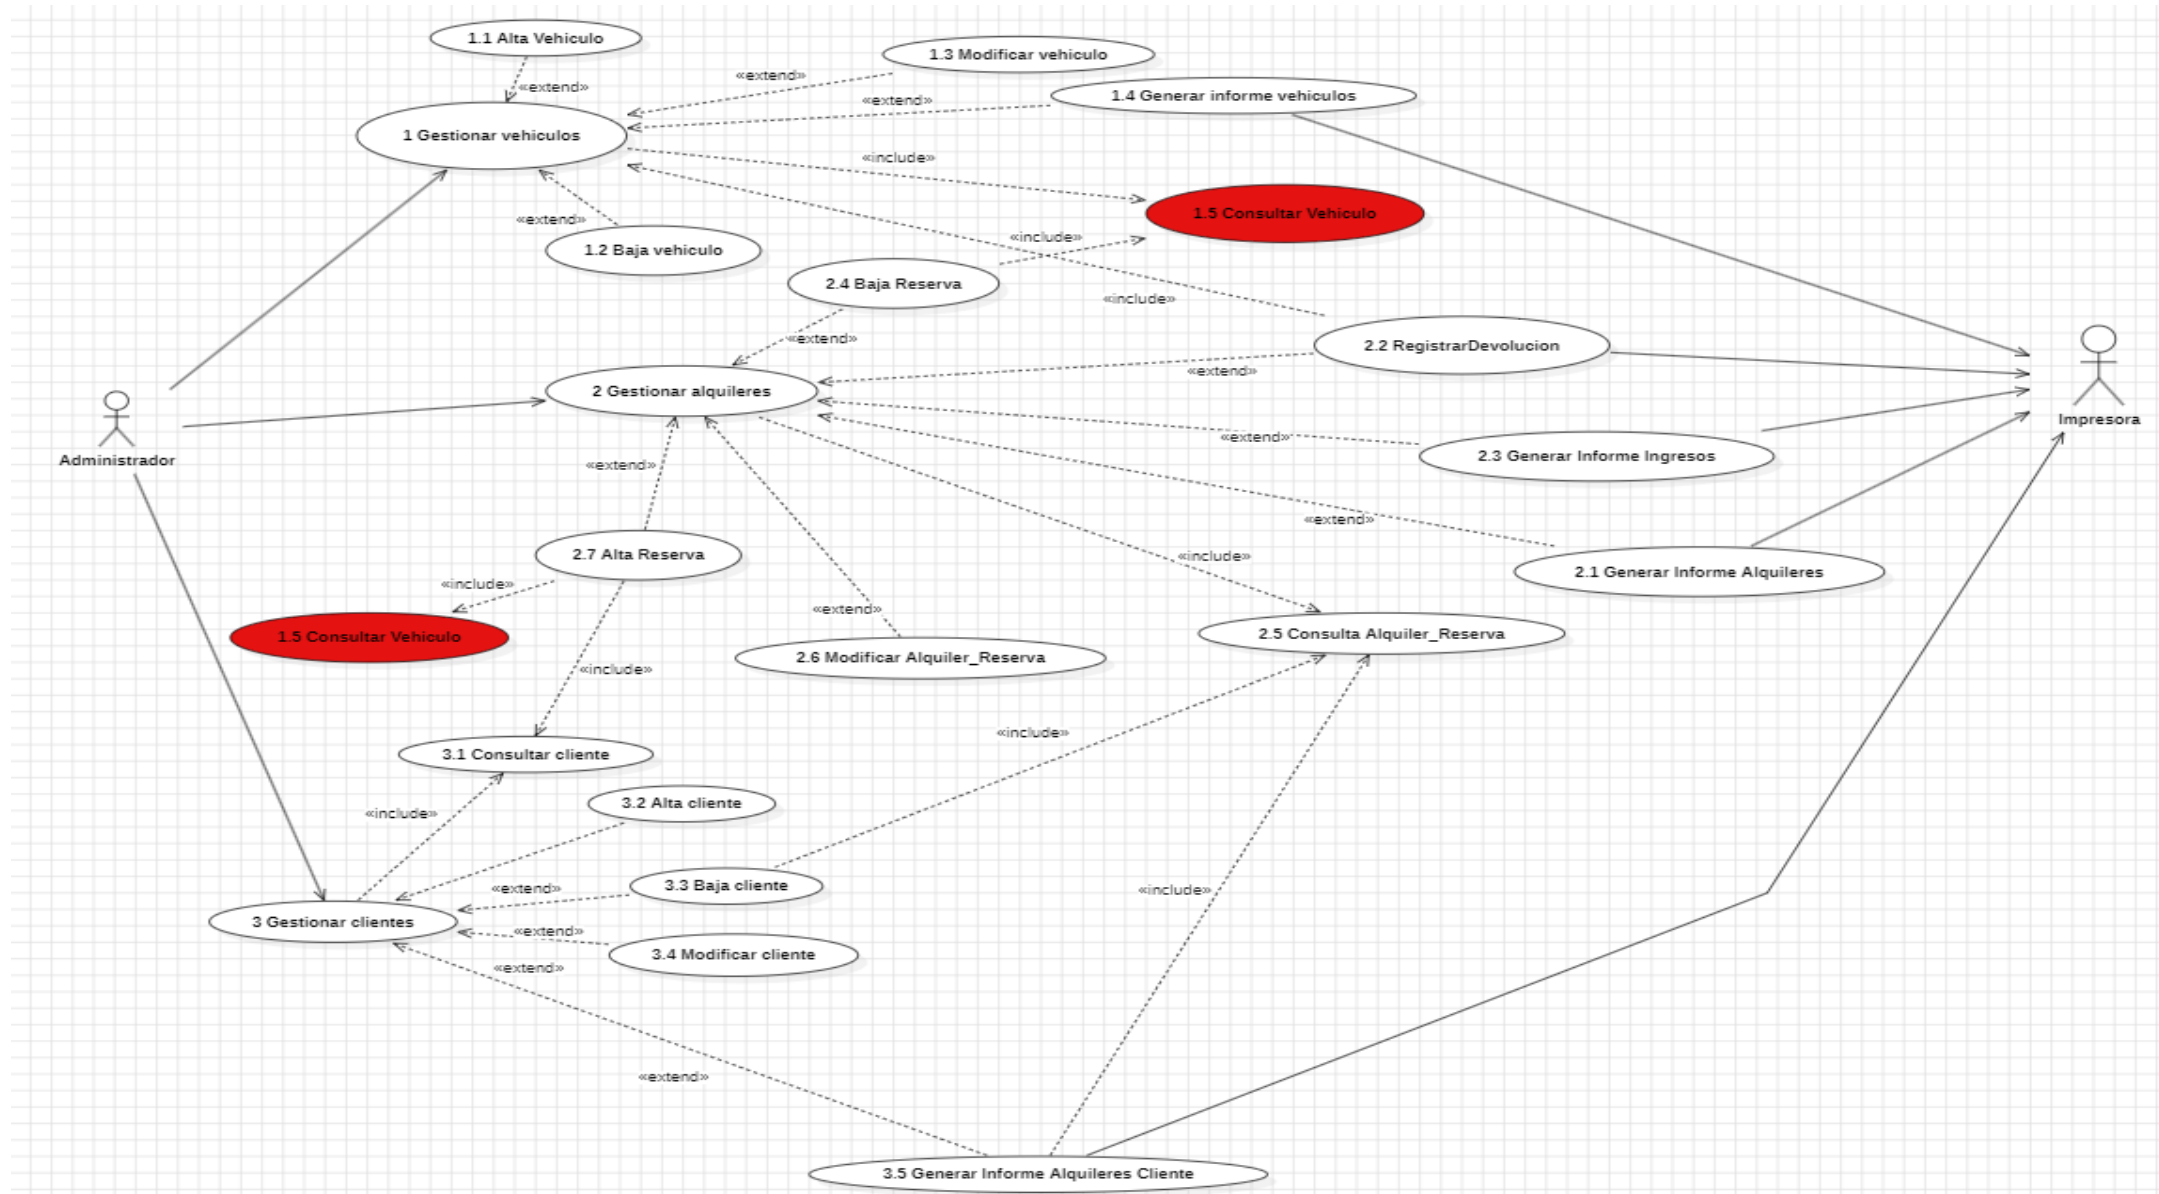 1.1 Alta Vehiculo
1.3 Modificar vehiculo
«extend»
«extend»
1.4 Generar informe vehiculos
«extend»
1 Gestionar vehiculos
«include»
1.5 Consultar Vehiculo
«extend»
«include»
1.2 Baja vehiculo
2.4 Baja Reserva
«include»
«extend»
2.2 RegistrarDevolucion
«extend»
2 Gestionar alquileres
Impresora
«extend»
2.3 Generar Informe Ingresos
Administrador
«extend»
«extend»
2.7 Alta Reserva
«include»
2.1 Generar Informe Alquileres
«include»
«extend»
1.5 Consultar Vehiculo
2.5 Consulta Alquiler_Reserva
2.6 Modificar Alquiler_Reserva
«include»
«include»
3.1 Consultar cliente
3.2 Alta cliente
«include»
3.3 Baja cliente
«extend»
«include»
3 Gestionar clientes
«extend»
3.4 Modificar cliente
«extend»
«extend»
3.5 Generar Informe Alquileres Cliente